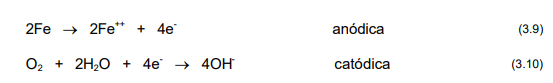 2Fe → 2Fe⁺⁺ + 4e⁻ anódica (3.9)
O₂ + 2H₂O + 4e⁻ → 4OH⁻ catódica (3.10)